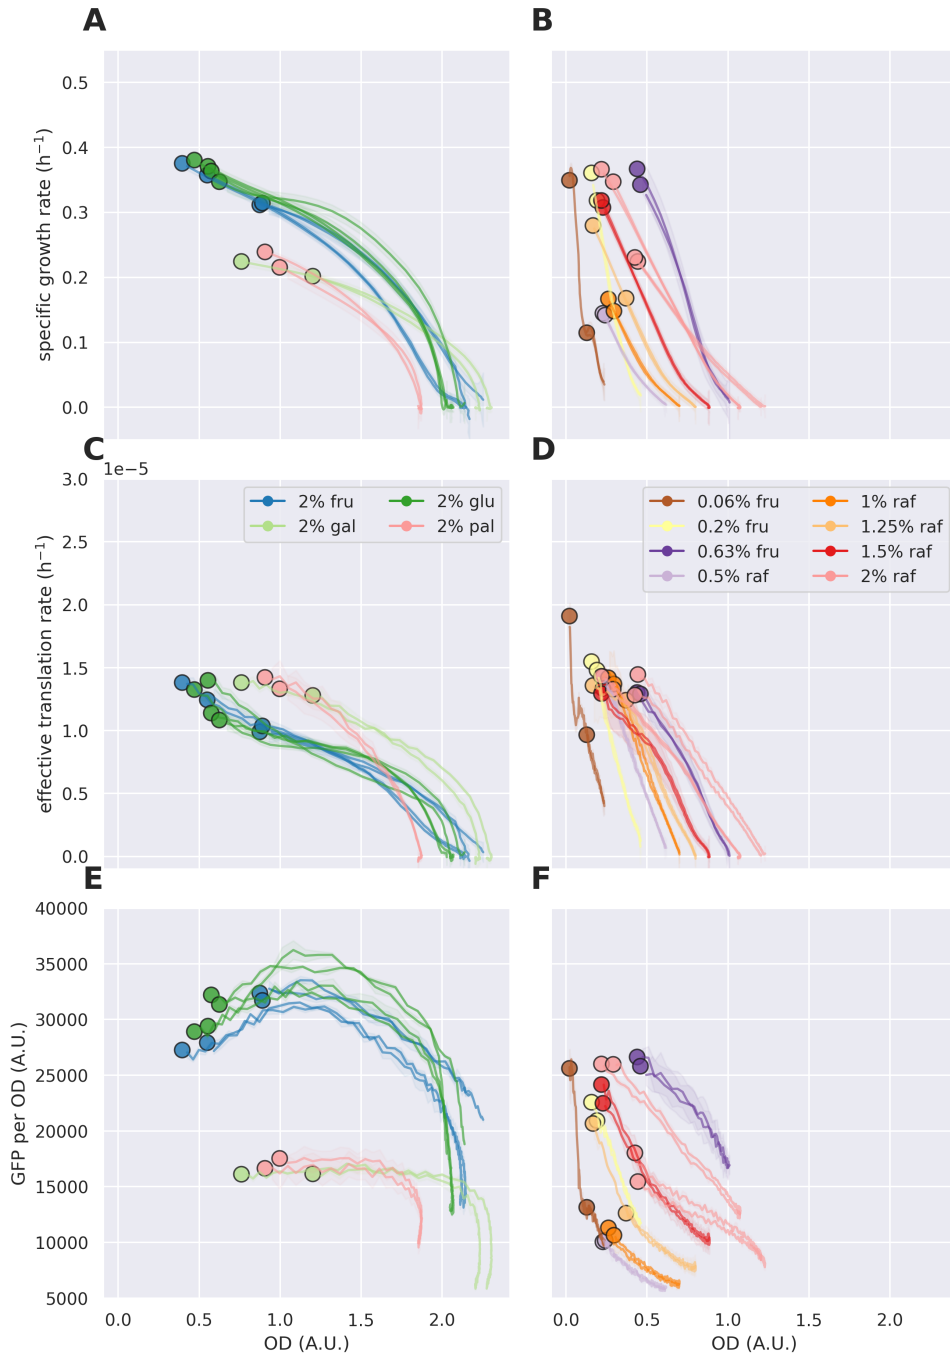 A
B
0.5
0.4
0.3
0.2
0.1
0.0
specific growth rate (h⁻¹)
C
D
1e−5
3.0
2.5
2.0
1.5
1.0
0.5
0.0
effective translation rate (h⁻¹)
2% fru
2% gal
2% glu
2% pal
0.06% fru
0.2% fru
0.63% fru
0.5% raf
1% raf
1.25% raf
1.5% raf
2% raf
E
F
40000
35000
30000
25000
20000
15000
10000
5000
GFP per OD (A.U.)
0.0 0.5 1.0 1.5 2.0
OD (A.U.)
0.0 0.5 1.0 1.5 2.0
OD (A.U.)